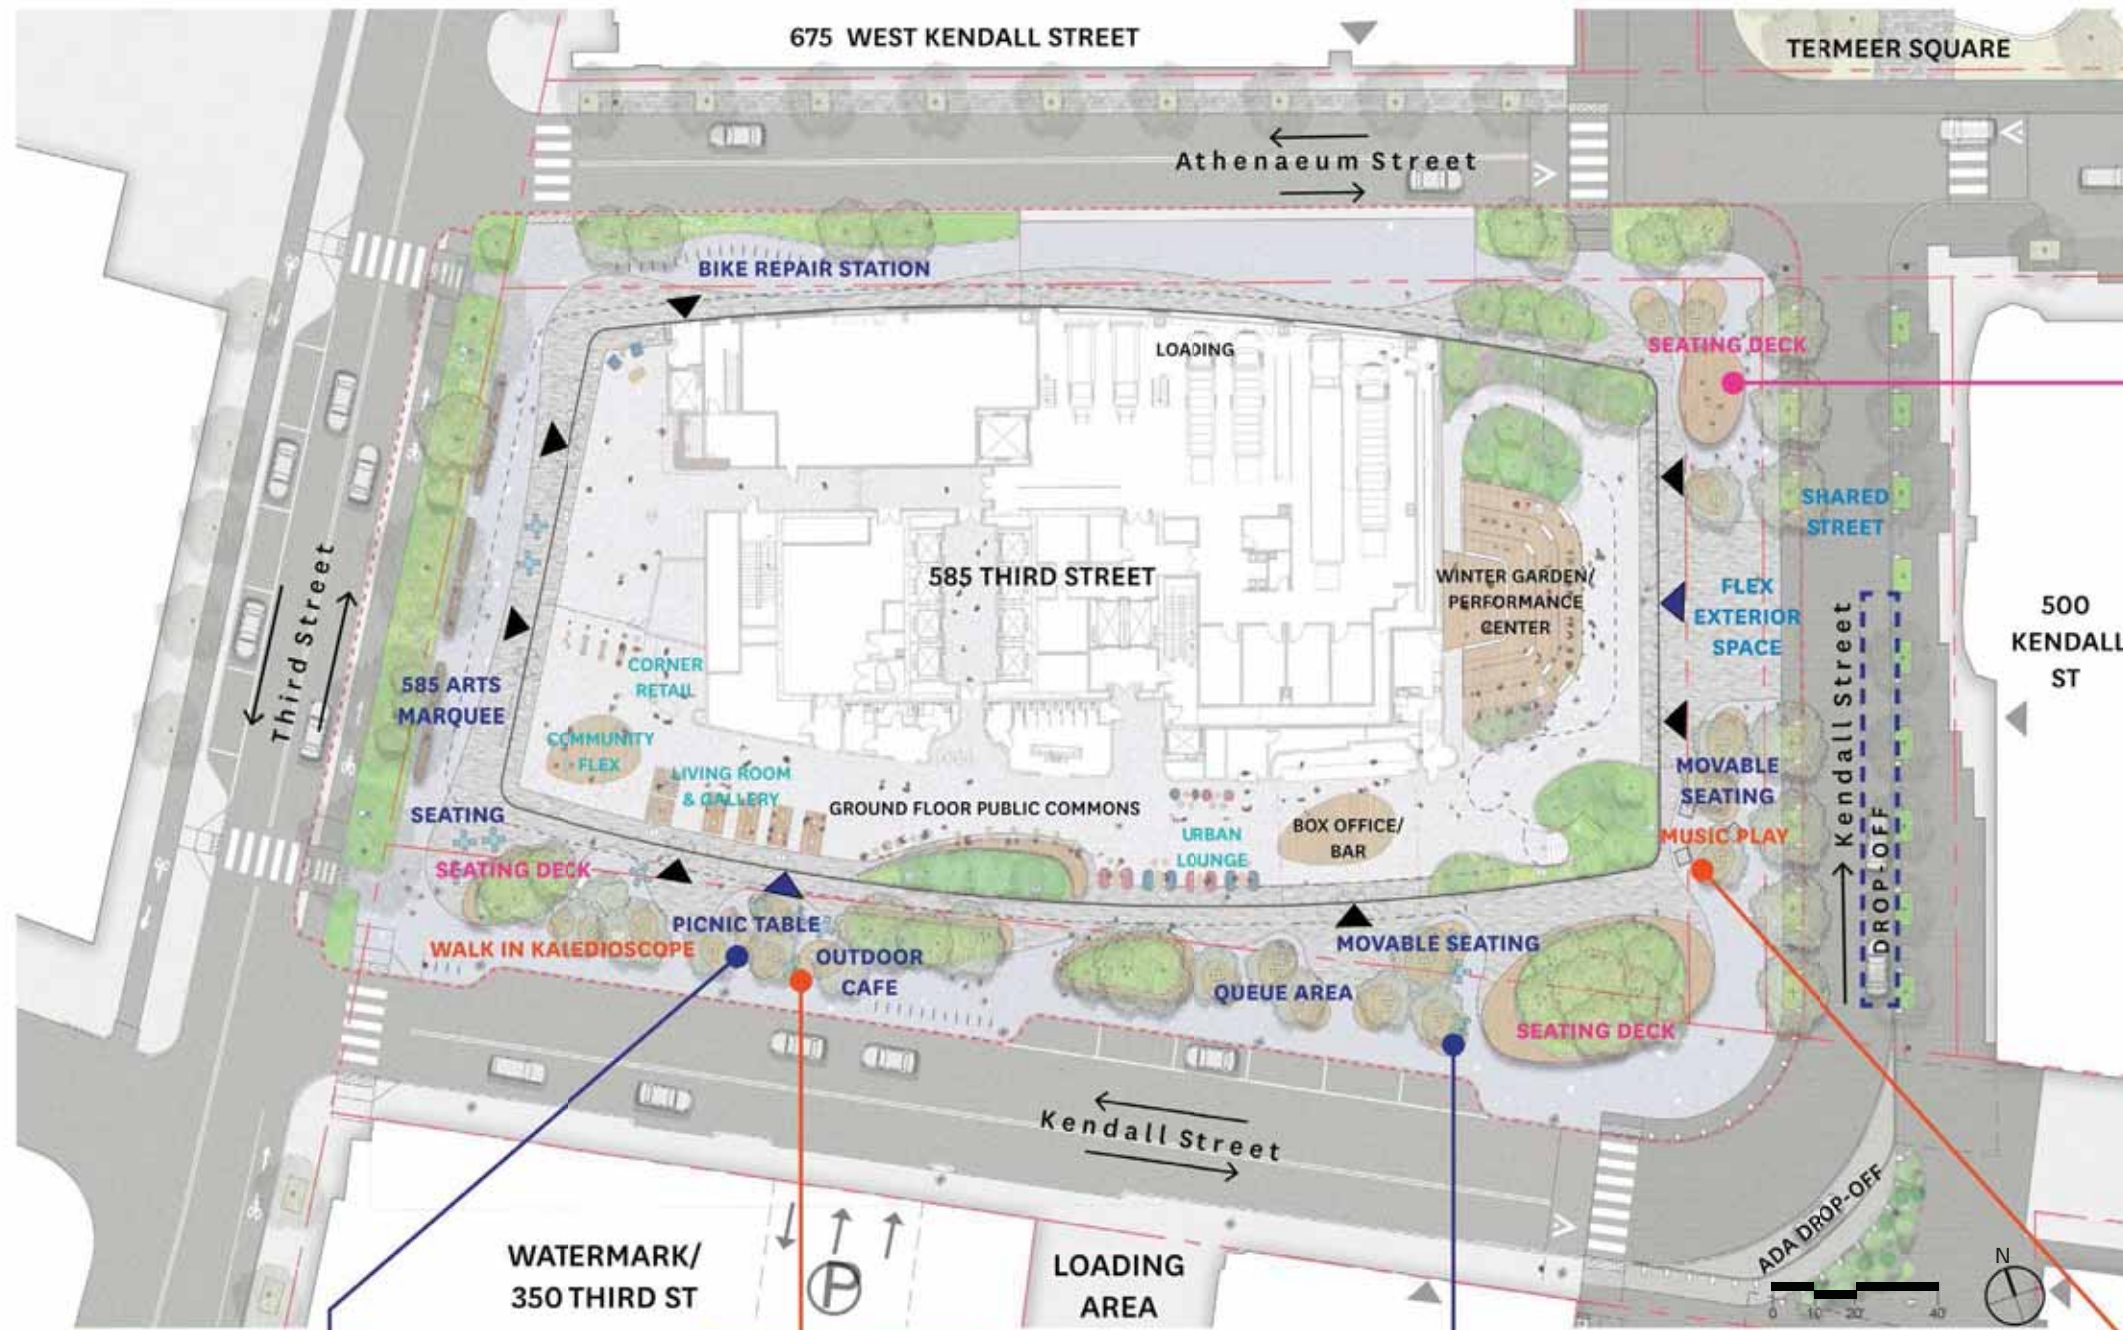 675 WEST KENDALL STREET
TERMEER SQUARE
Athenaeum Street
BIKE REPAIR STATION
LOADING
SEATING DECK
SHARED
STREET
585 THIRD STREET
WINTER GARDEN/
PERFORMANCE
CENTER
FLEX
EXTERIOR
SPACE
500
KENDALL
ST
Third Street
Kendall Street
CORNER
RETAIL
585 ARTS
MARQUEE
COMMUNITY
FLEX
LIVING ROOM
& GALLERY
GROUND FLOOR PUBLIC COMMONS
URBAN
LOUNGE
BOX OFFICE/
BAR
MOVABLE
SEATING
MUSIC PLAY
DROP-OFF
SEATING
SEATING DECK
PICNIC TABLE
WALK IN KALEDIOSCOPE
OUTDOOR
CAFE
MOVABLE SEATING
QUEUE AREA
SEATING DECK
Kendall Street
ADA DROP-OFF
WATERMARK/
350 THIRD ST
P
LOADING
AREA
N
0 10' 20' 40'